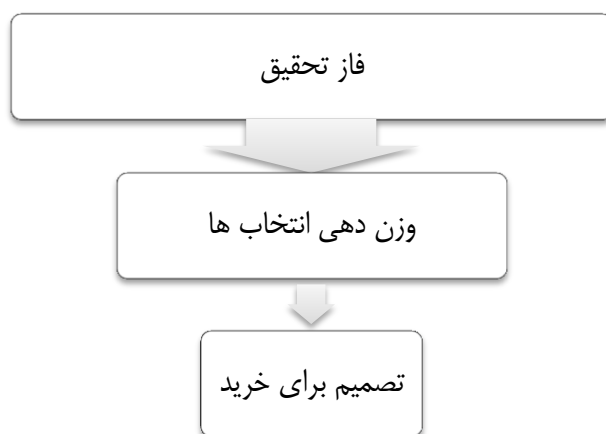 فاز تحقیق
وزن دهی انتخاب ها
تصمیم برای خرید